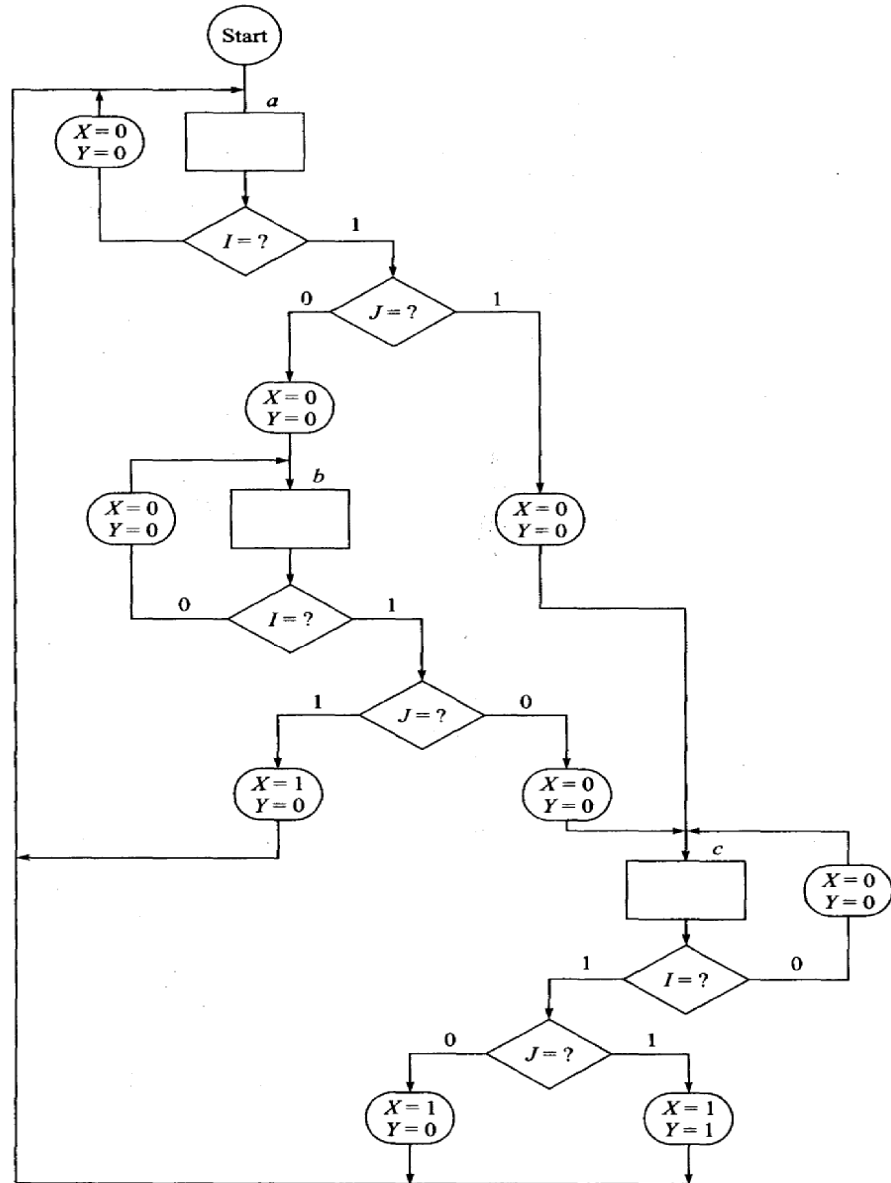 Start
a
X = 0
Y = 0
I = ?
1
0
J = ?
1
X = 0
Y = 0
b
X = 0
Y = 0
X = 0
Y = 0
0
I = ?
1
1
J = ?
0
X = 1
Y = 0
X = 0
Y = 0
c
X = 0
Y = 0
1
I = ?
0
0
J = ?
1
X = 1
Y = 0
X = 1
Y = 1